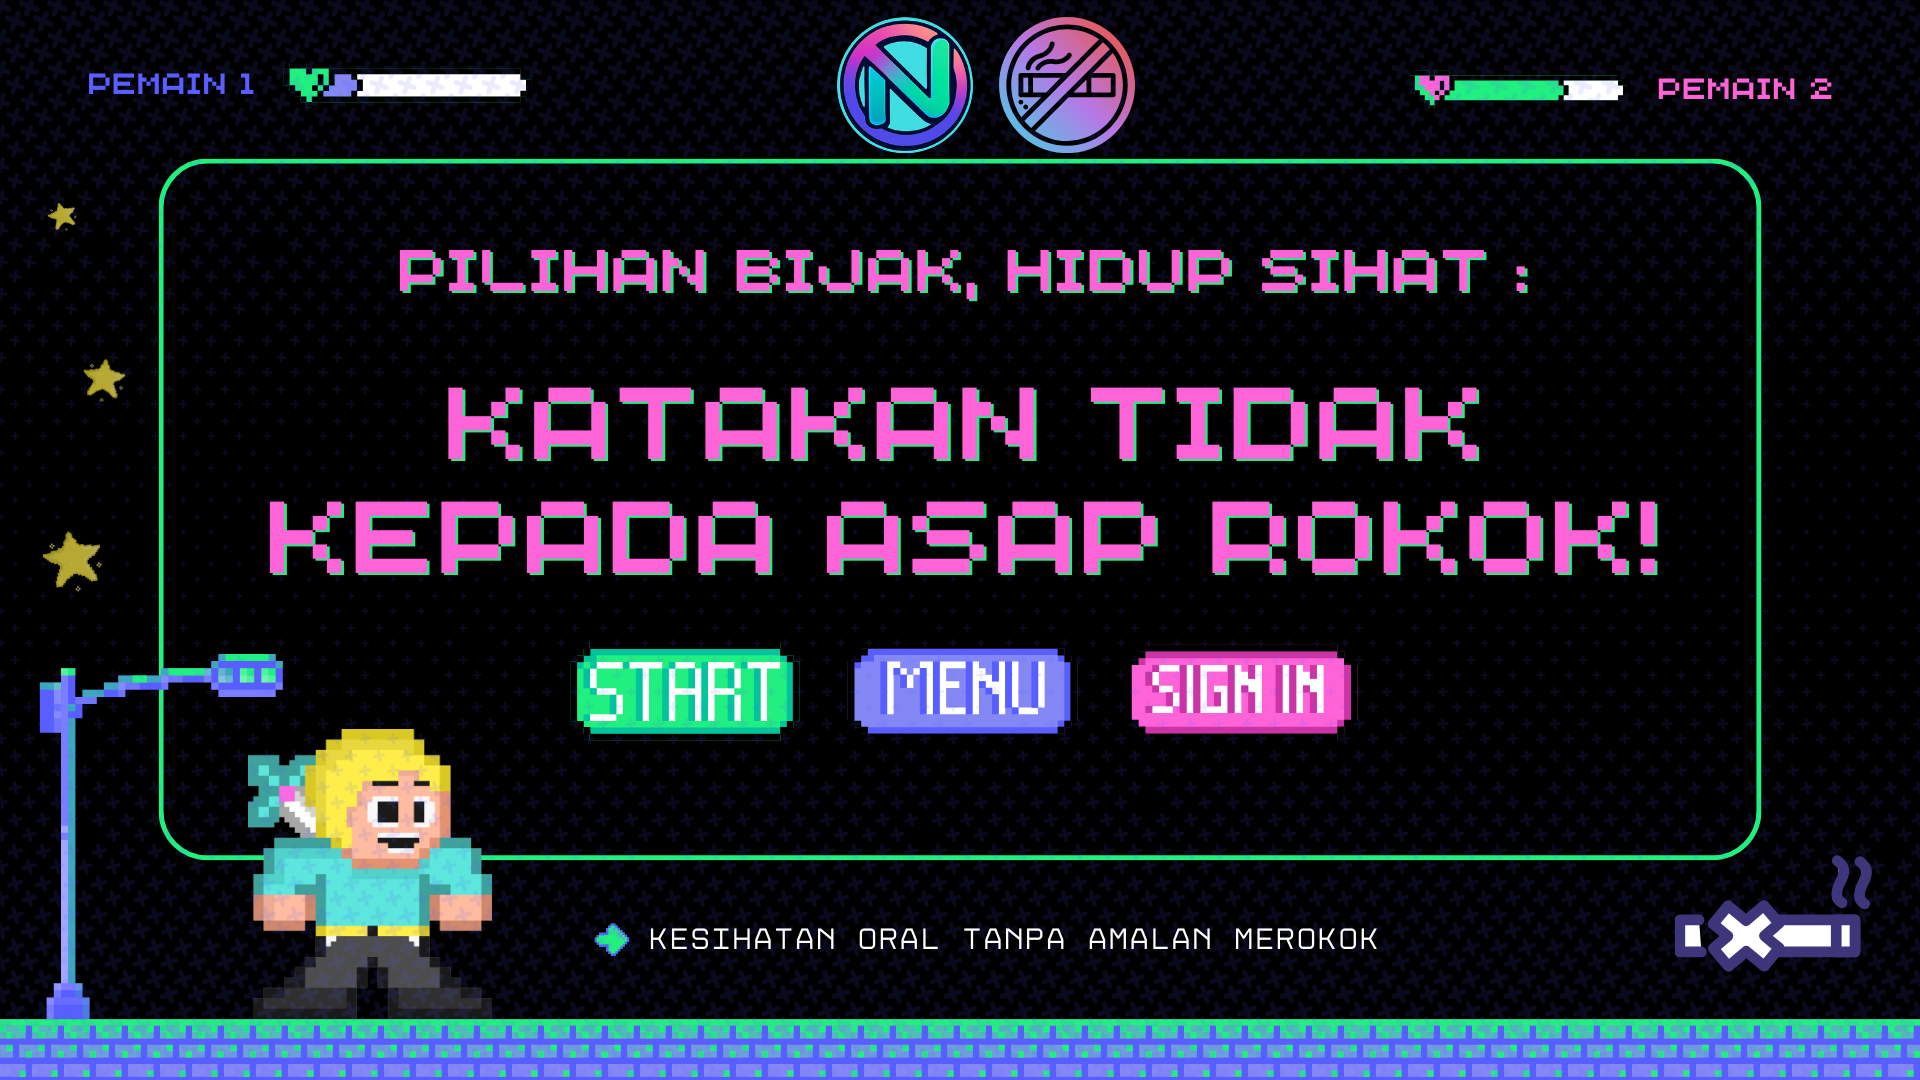 PEMAIN 1
N
PEMAIN 2
PILIHAN BIJAK, HIDUP SIHAT :
KATAKAN TIDAK
KEPADA ASAP ROKOK!
START
MENU
SIGN IN
KESIHATAN ORAL TANPA AMALAN MEROKOK